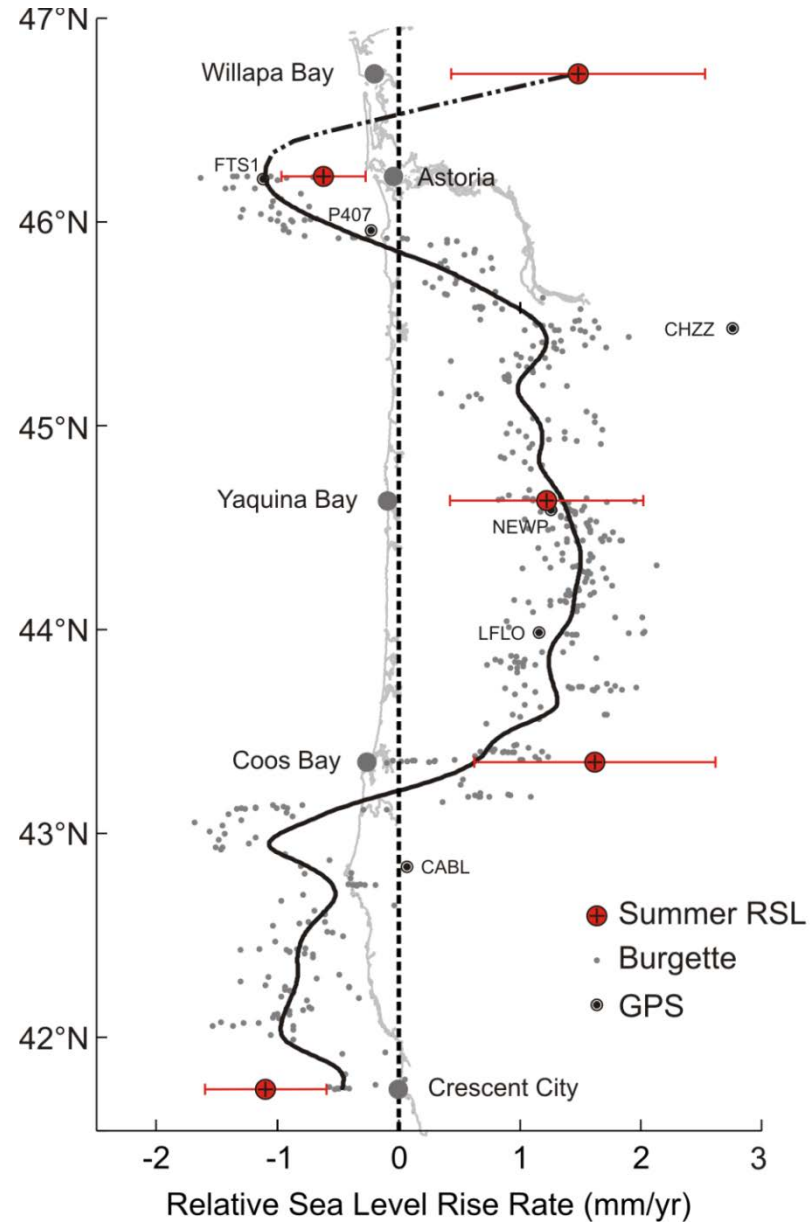 47°N
Willapa Bay
FTS1
Astoria
46°N
P407
CHZZ
45°N
Yaquina Bay
NEWP
44°N
LFLO
Coos Bay
43°N
CABL
Summer RSL
Burgette
GPS
42°N
Crescent City
-2 -1 0 1 2 3
Relative Sea Level Rise Rate (mm/yr)